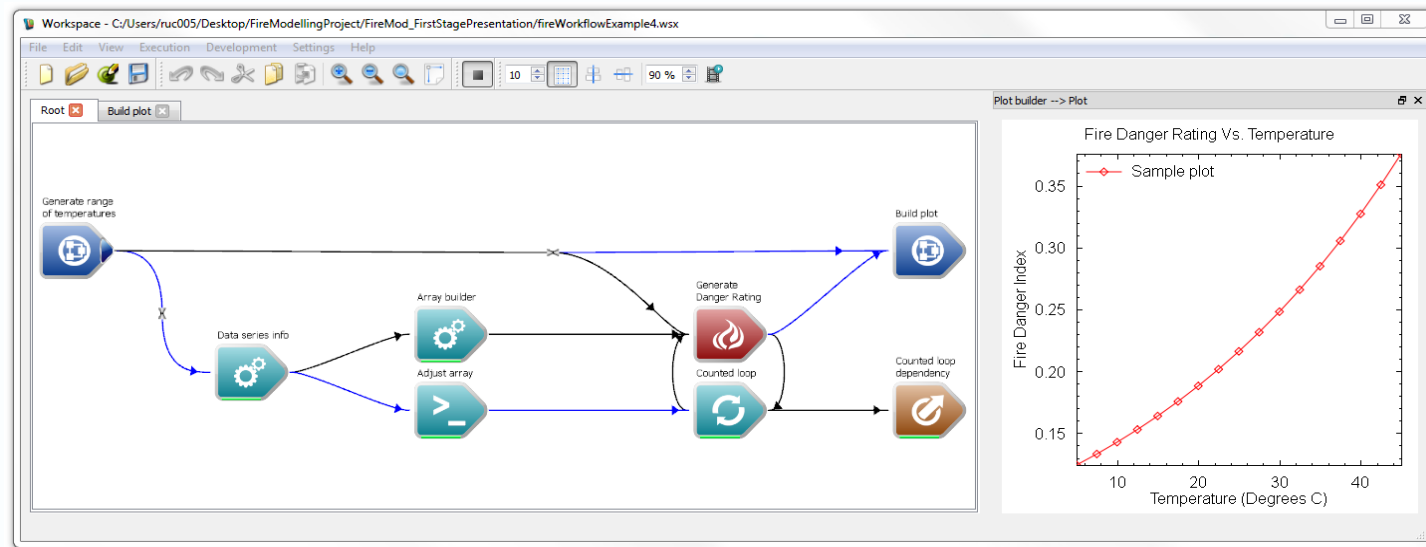 Workspace - C:/Users/ruc005/Desktop/FireModellingProject/FireMod_FirstStagePresentation/fireWorkflowExample4.wsx
File Edit View Execution Development Settings Help
10
90 %
Root
Build plot
Generate range
of temperatures
Data series info
Array builder
Adjust array
Generate
Danger Rating
Counted loop
Build plot
Counted loop
dependency
Plot builder --> Plot
Fire Danger Rating Vs. Temperature
Sample plot
Fire Danger Index
0.35
0.30
0.25
0.20
0.15
10 20 30 40
Temperature (Degrees C)